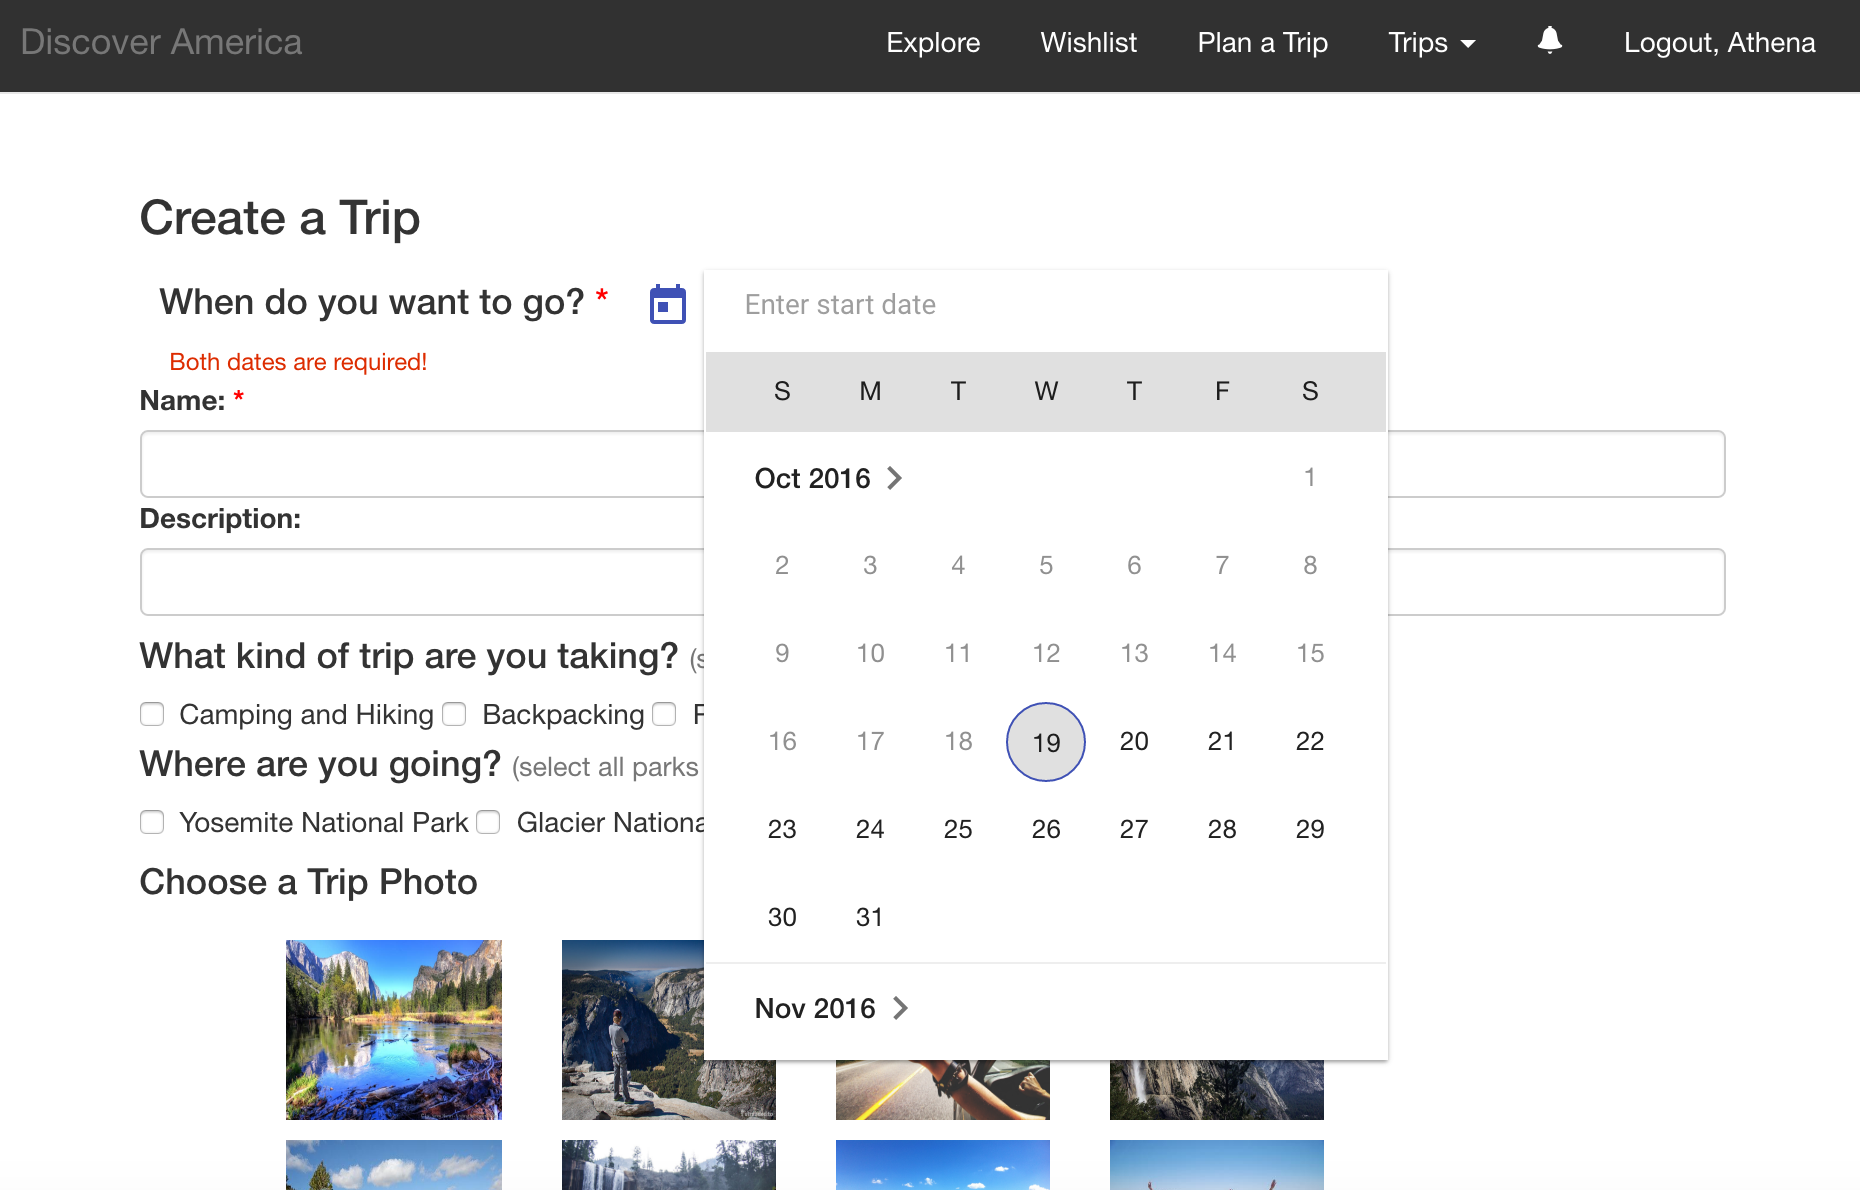 Discover America
Explore
Wishlist
Plan a Trip
Trips
Logout, Athena
Create a Trip
When do you want to go? *
Enter start date
Both dates are required!
Name: *
S M T W T F S
Oct 2016 1
Description:
2 3 4 5 6 7 8
What kind of trip are you taking?
9 10 11 12 13 14 15
Camping and Hiking
Backpacking
16 17 18 19 20 21 22
Where are you going? (select all parks
Yosemite National Park
Glacier Nationa
23 24 25 26 27 28 29
Choose a Trip Photo
30 31
Nov 2016